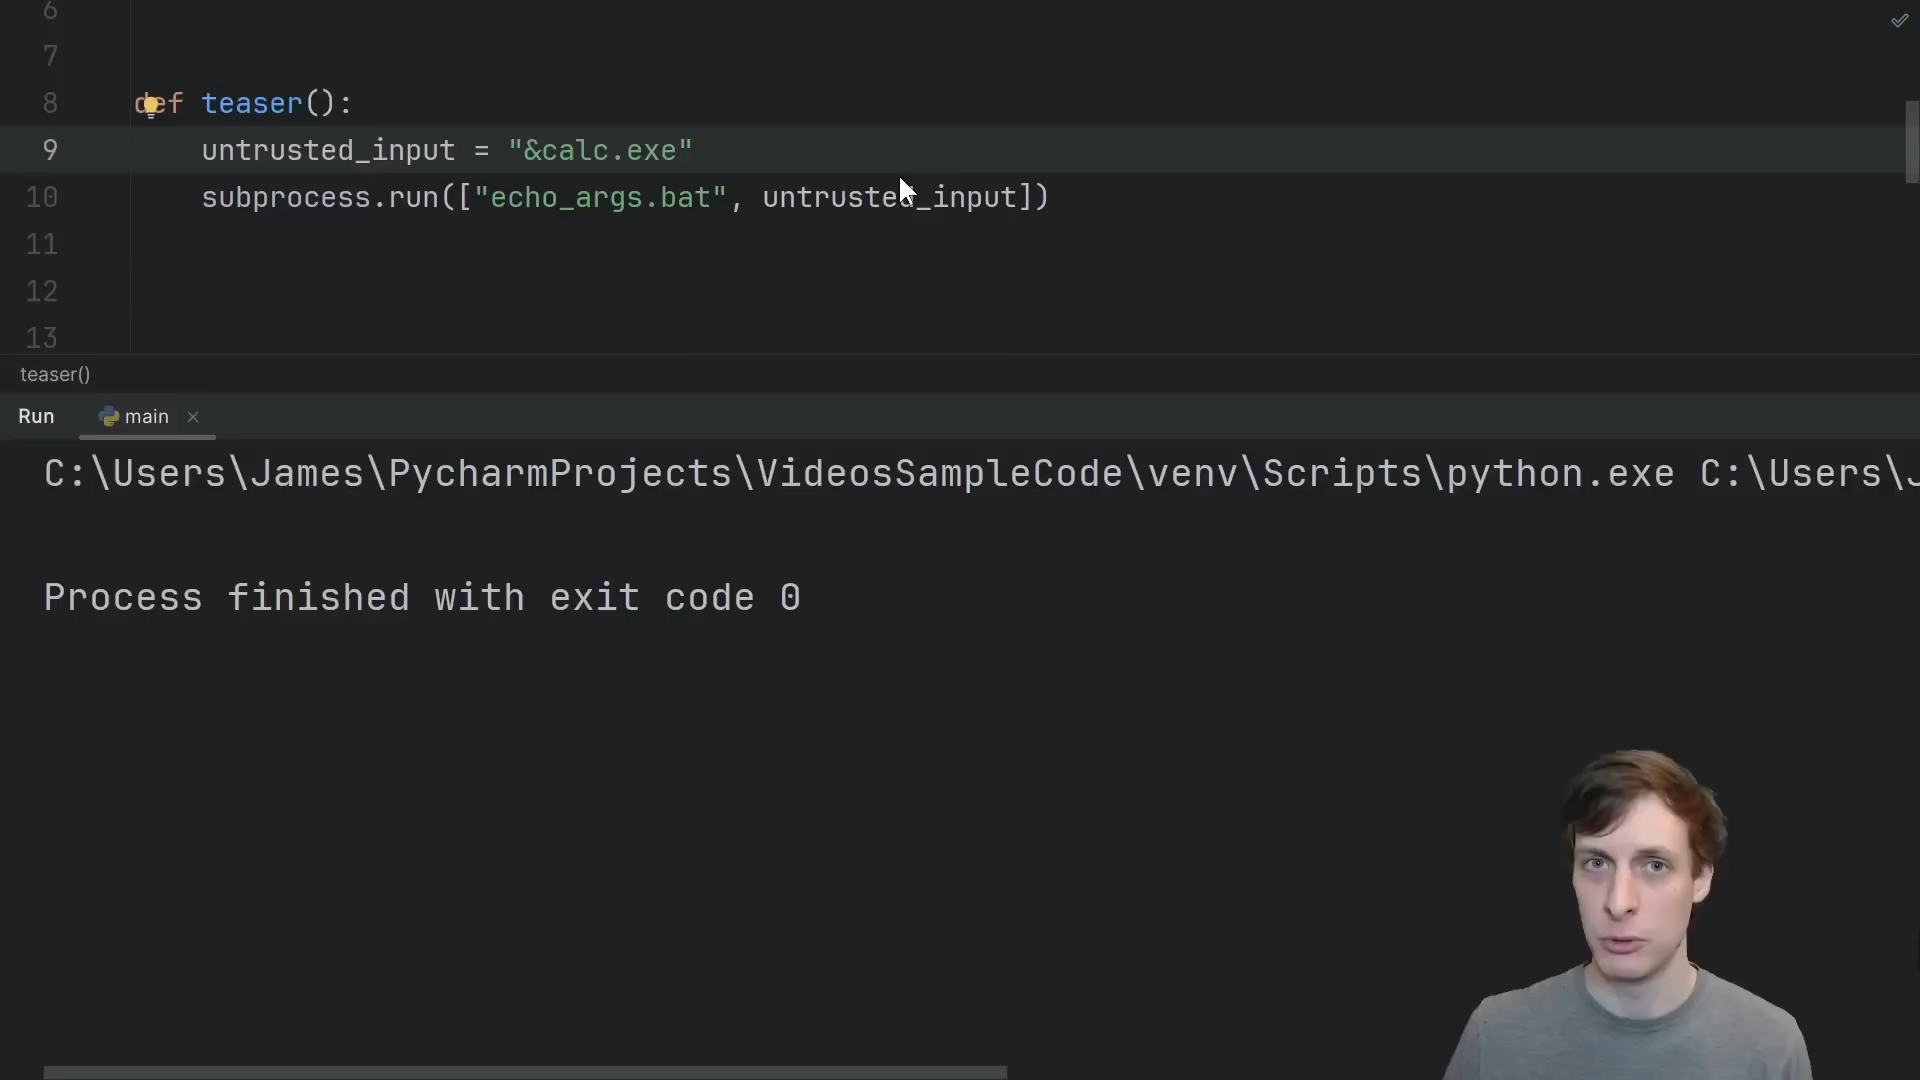 6
7
8 def teaser():
9 untrusted_input = "&calc.exe"
10 subprocess.run(["echo_args.bat", untrusted_input])
11
12
13
teaser()
Run main
C:\Users\James\PycharmProjects\VideosSampleCode\venv\Scripts\python.exe C:\Users\J
Process finished with exit code 0